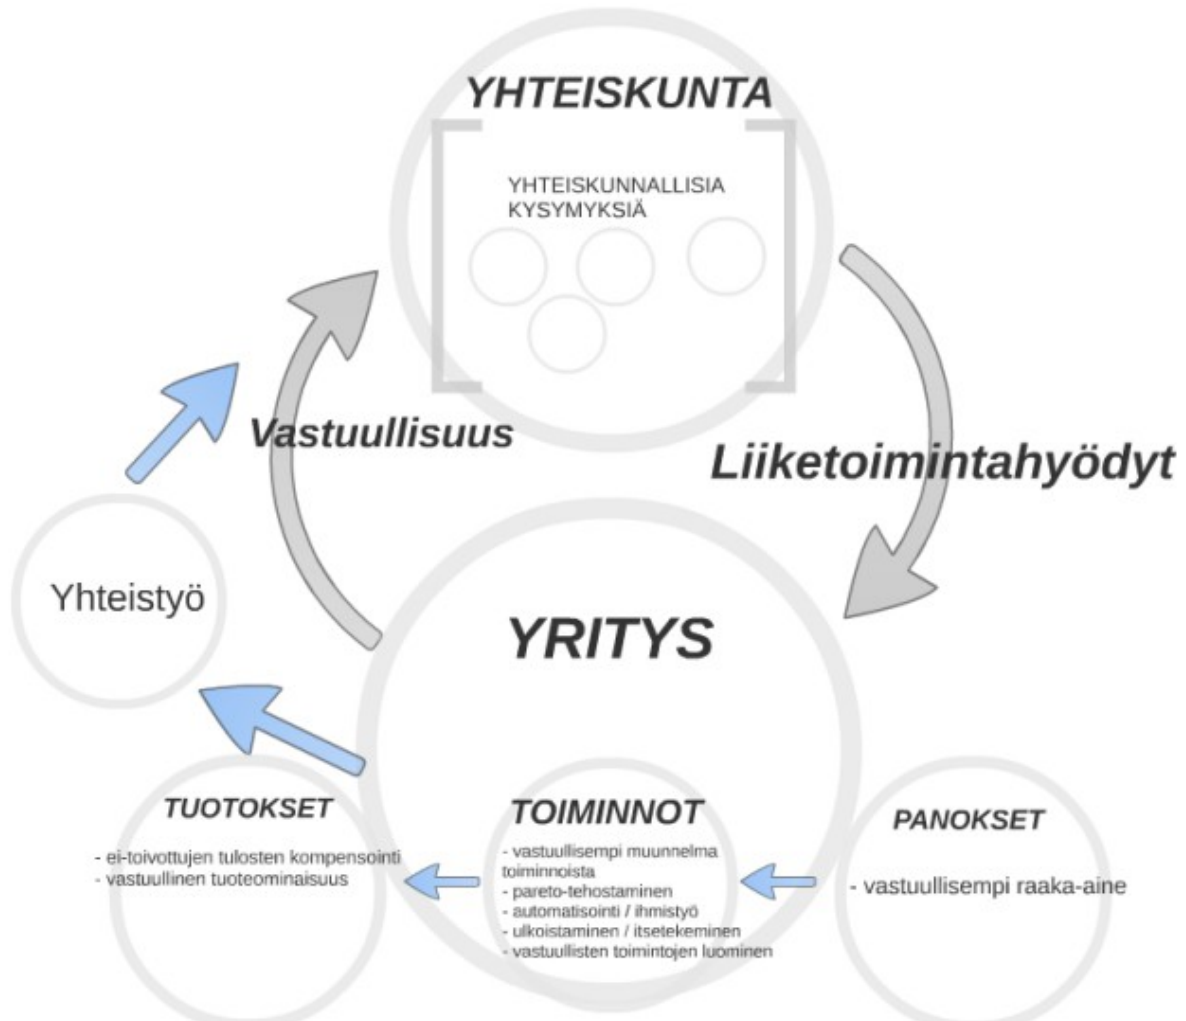 YHTEISKUNTA
YHTEISKUNNALLISIA
KYSYMYKSIÄ
Vastuullisuus
Liiketoimintahyödyt
Yhteistyö
YRITYS
TUOTOKSET
- ei-toivottujen tulosten kompensointi
- vastuullinen tuoteominaisuus
TOIMINNOT
- vastuullisempi muunnelma
toiminnoista
- pareto-tehostaminen
- automatisointi / ihmistyö
- ulkoistaminen / itsetekeminen
- vastuullisten toimintojen luominen
PANOKSET
- vastuullisempi raaka-aine